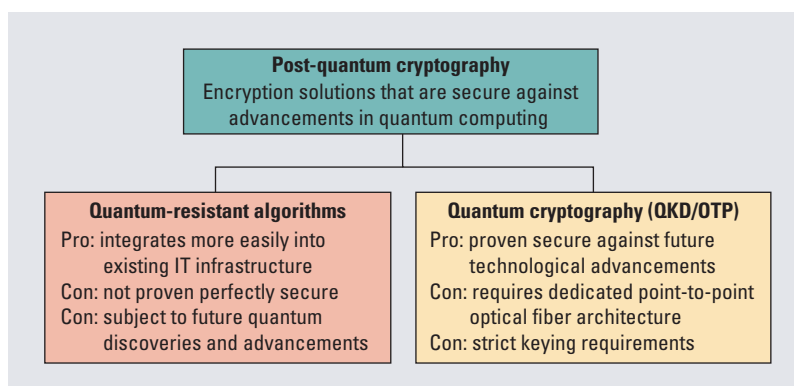 Post-quantum cryptography
Encryption solutions that are secure against
advancements in quantum computing
Quantum-resistant algorithms
Pro: integrates more easily into
existing IT infrastructure
Con: not proven perfectly secure
Con: subject to future quantum
discoveries and advancements
Quantum cryptography (QKD/OTP)
Pro: proven secure against future
technological advancements
Con: requires dedicated point-to-point
optical fiber architecture
Con: strict keying requirements